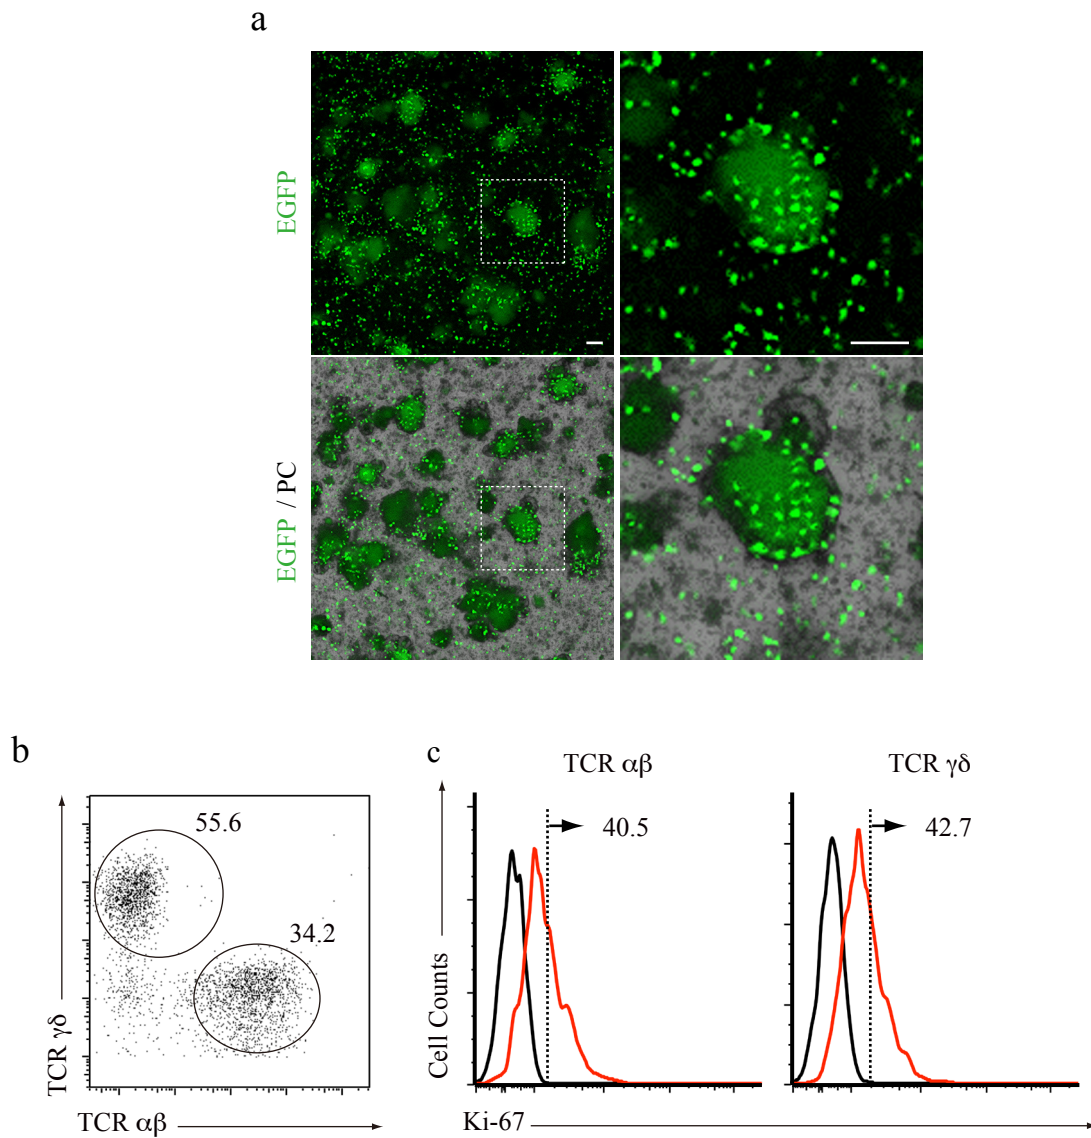 a
EGFP
EGFP / PC
b
55.6
34.2
TCR γδ
TCR αβ
c
TCR αβ
TCR γδ
40.5
42.7
Cell Counts
Ki-67